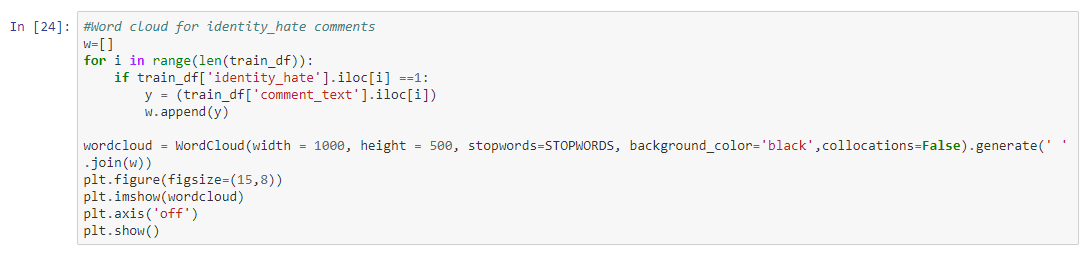 In [24]: #Word cloud for identity_hate comments
w=[]
for i in range(len(train_df)):
    if train_df['identity_hate'].iloc[i] ==1:
        y = (train_df['comment_text'].iloc[i])
        w.append(y)

wordcloud = WordCloud(width = 1000, height = 500, stopwords=STOPWORDS, background_color='black',collocations=False).generate(' '
.join(w))
plt.figure(figsize=(15,8))
plt.imshow(wordcloud)
plt.axis('off')
plt.show()